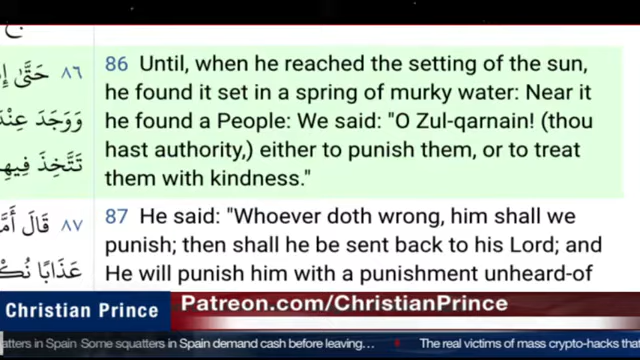 ج
86 Until, when he reached the setting of the sun,
he found it set in a spring of murky water: Near it
he found a People: We said: "O Zul-qarnain! (thou
hast authority,) either to punish them, or to treat
them with kindness."
٨٦ حَتَّىٰ
وَوَجَدَ عِنْدَ
تَتَّخِذَ فِيهِ
87 He said: "Whoever doth wrong, him shall we
punish; then shall he be sent back to his Lord; and
He will punish him with a punishment unheard-of
٨٧ قَالَ أَمَّ
عَذَابًا نُكْ
Christian Prince
Patreon.com/ChristianPrince
atters in Spain Some squatters in Spain demand cash before leaving…
The real victims of mass crypto-hacks tha